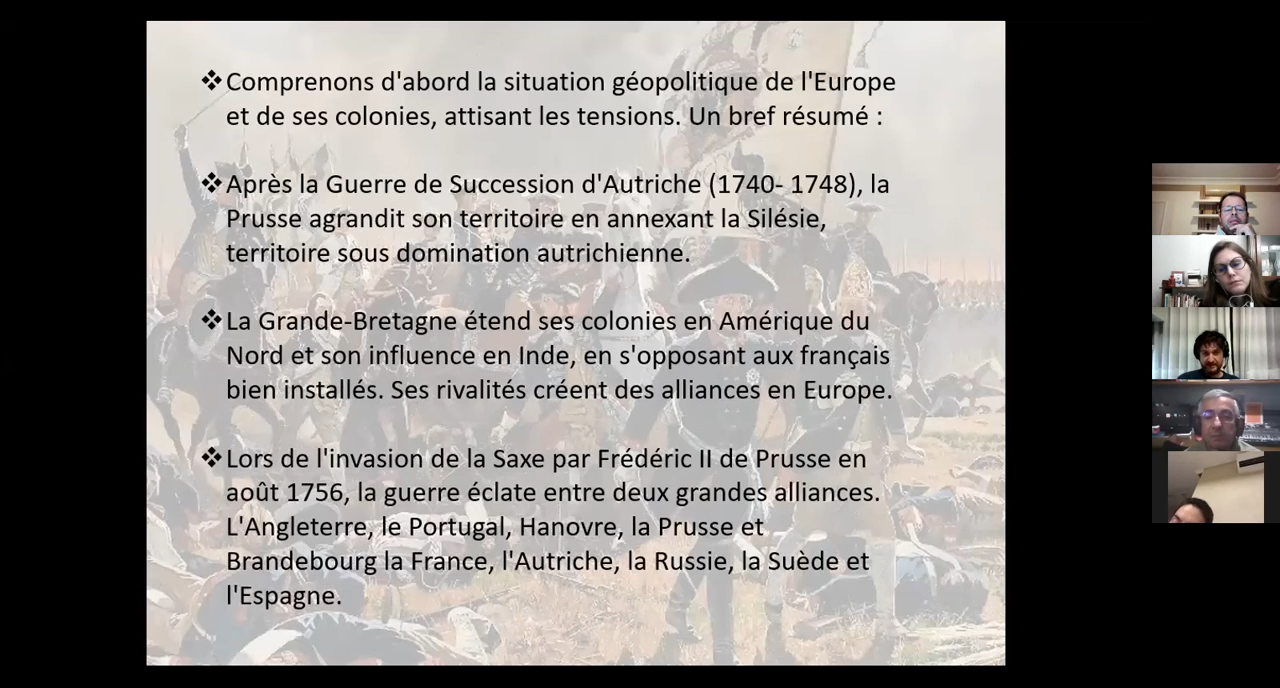 ❖Comprenons d'abord la situation géopolitique de l'Europe
et de ses colonies, attisant les tensions. Un bref résumé :
❖Après la Guerre de Succession d'Autriche (1740- 1748), la
Prusse agrandit son territoire en annexant la Silésie,
territoire sous domination autrichienne.
❖La Grande-Bretagne étend ses colonies en Amérique du
Nord et son influence en Inde, en s'opposant aux français
bien installés. Ses rivalités créent des alliances en Europe.
❖Lors de l'invasion de la Saxe par Frédéric II de Prusse en
août 1756, la guerre éclate entre deux grandes alliances.
L'Angleterre, le Portugal, Hanovre, la Prusse et
Brandebourg la France, l'Autriche, la Russie, la Suède et
l'Espagne.